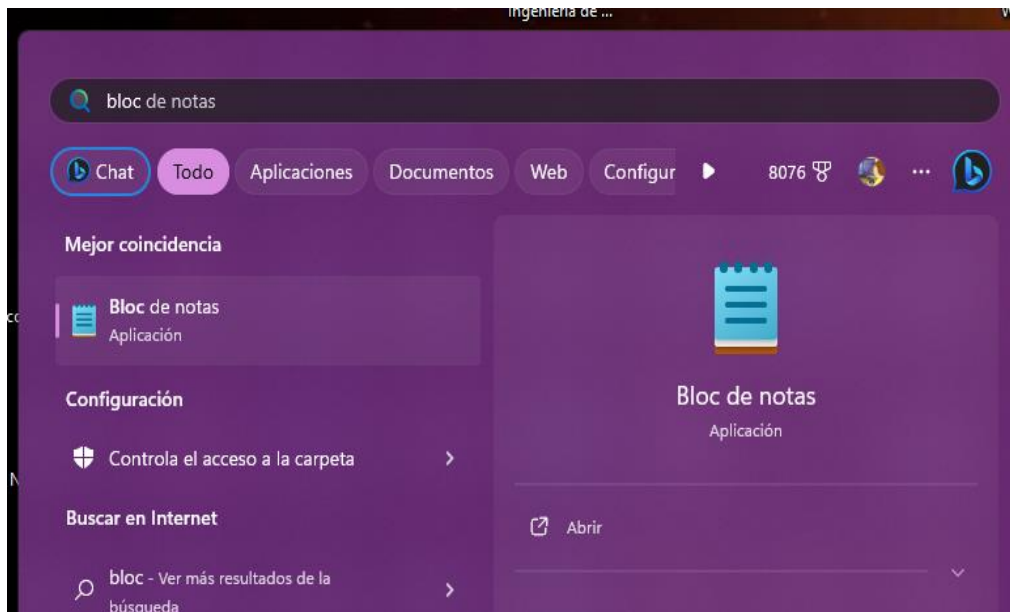 Ingeniería de ...
bloc de notas
Chat Todo Aplicaciones Documentos Web Configur 8076 ...
Mejor coincidencia
Bloc de notas
Aplicación
Configuración
Controla el acceso a la carpeta
Buscar en Internet
bloc - Ver más resultados de la
búsqueda
Bloc de notas
Aplicación
Abrir